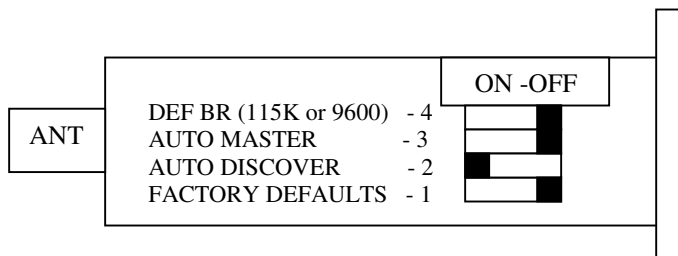 ON -OFF
DEF BR (115K or 9600) - 4
ANT
AUTO MASTER - 3
AUTO DISCOVER - 2
FACTORY DEFAULTS - 1